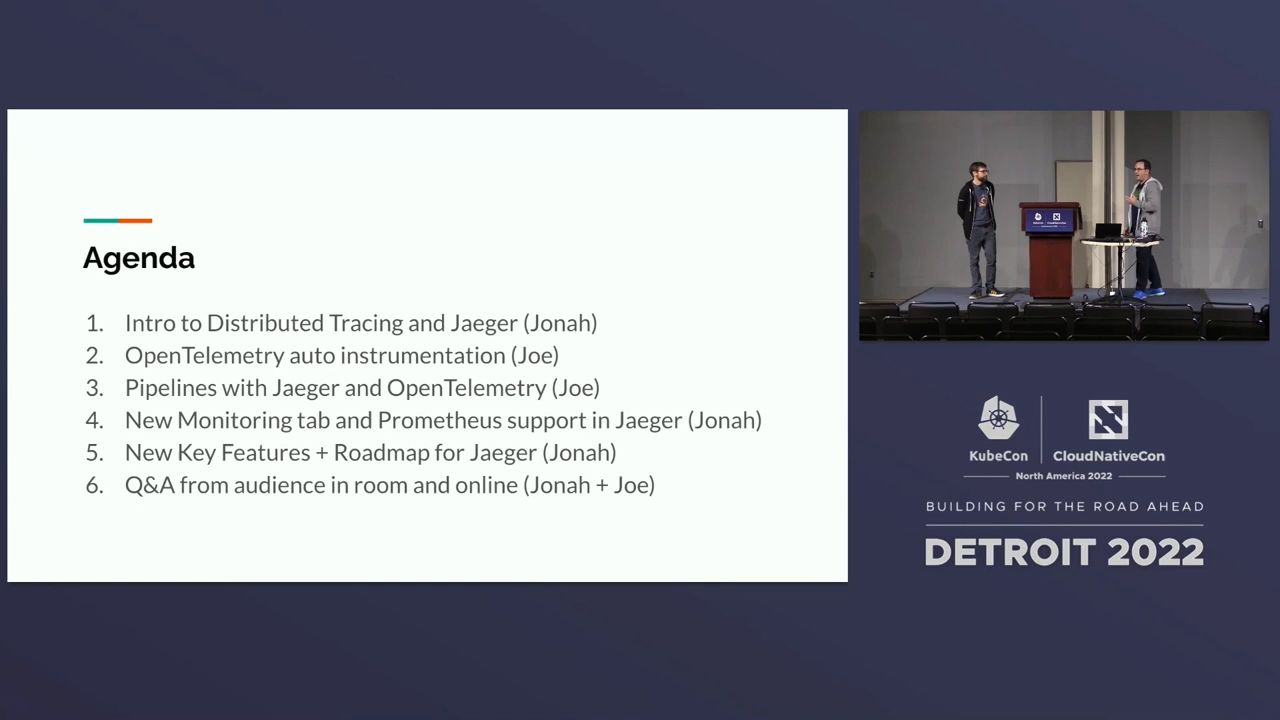 Agenda
1. Intro to Distributed Tracing and Jaeger (Jonah)
2. OpenTelemetry auto instrumentation (Joe)
3. Pipelines with Jaeger and OpenTelemetry (Joe)
4. New Monitoring tab and Prometheus support in Jaeger (Jonah)
5. New Key Features + Roadmap for Jaeger (Jonah)
6. Q&A from audience in room and online (Jonah + Joe)
KubeCon
CloudNativeCon
North America 2022
BUILDING FOR THE ROAD AHEAD
DETROIT 2022